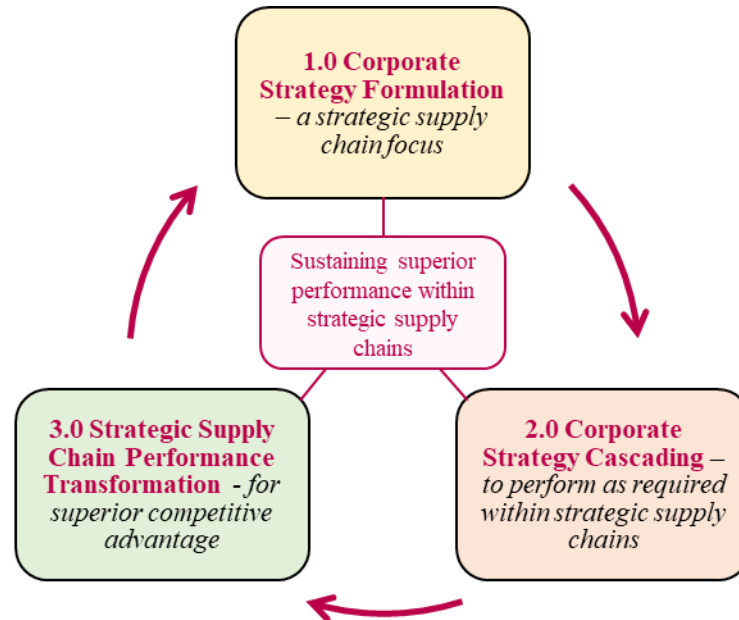 1.0 Corporate
Strategy Formulation
– a strategic supply
chain focus
Sustaining superior
performance within
strategic supply
chains
3.0 Strategic Supply
Chain Performance
Transformation - for
superior competitive
advantage
2.0 Corporate
Strategy Cascading –
to perform as required
within strategic supply
chains